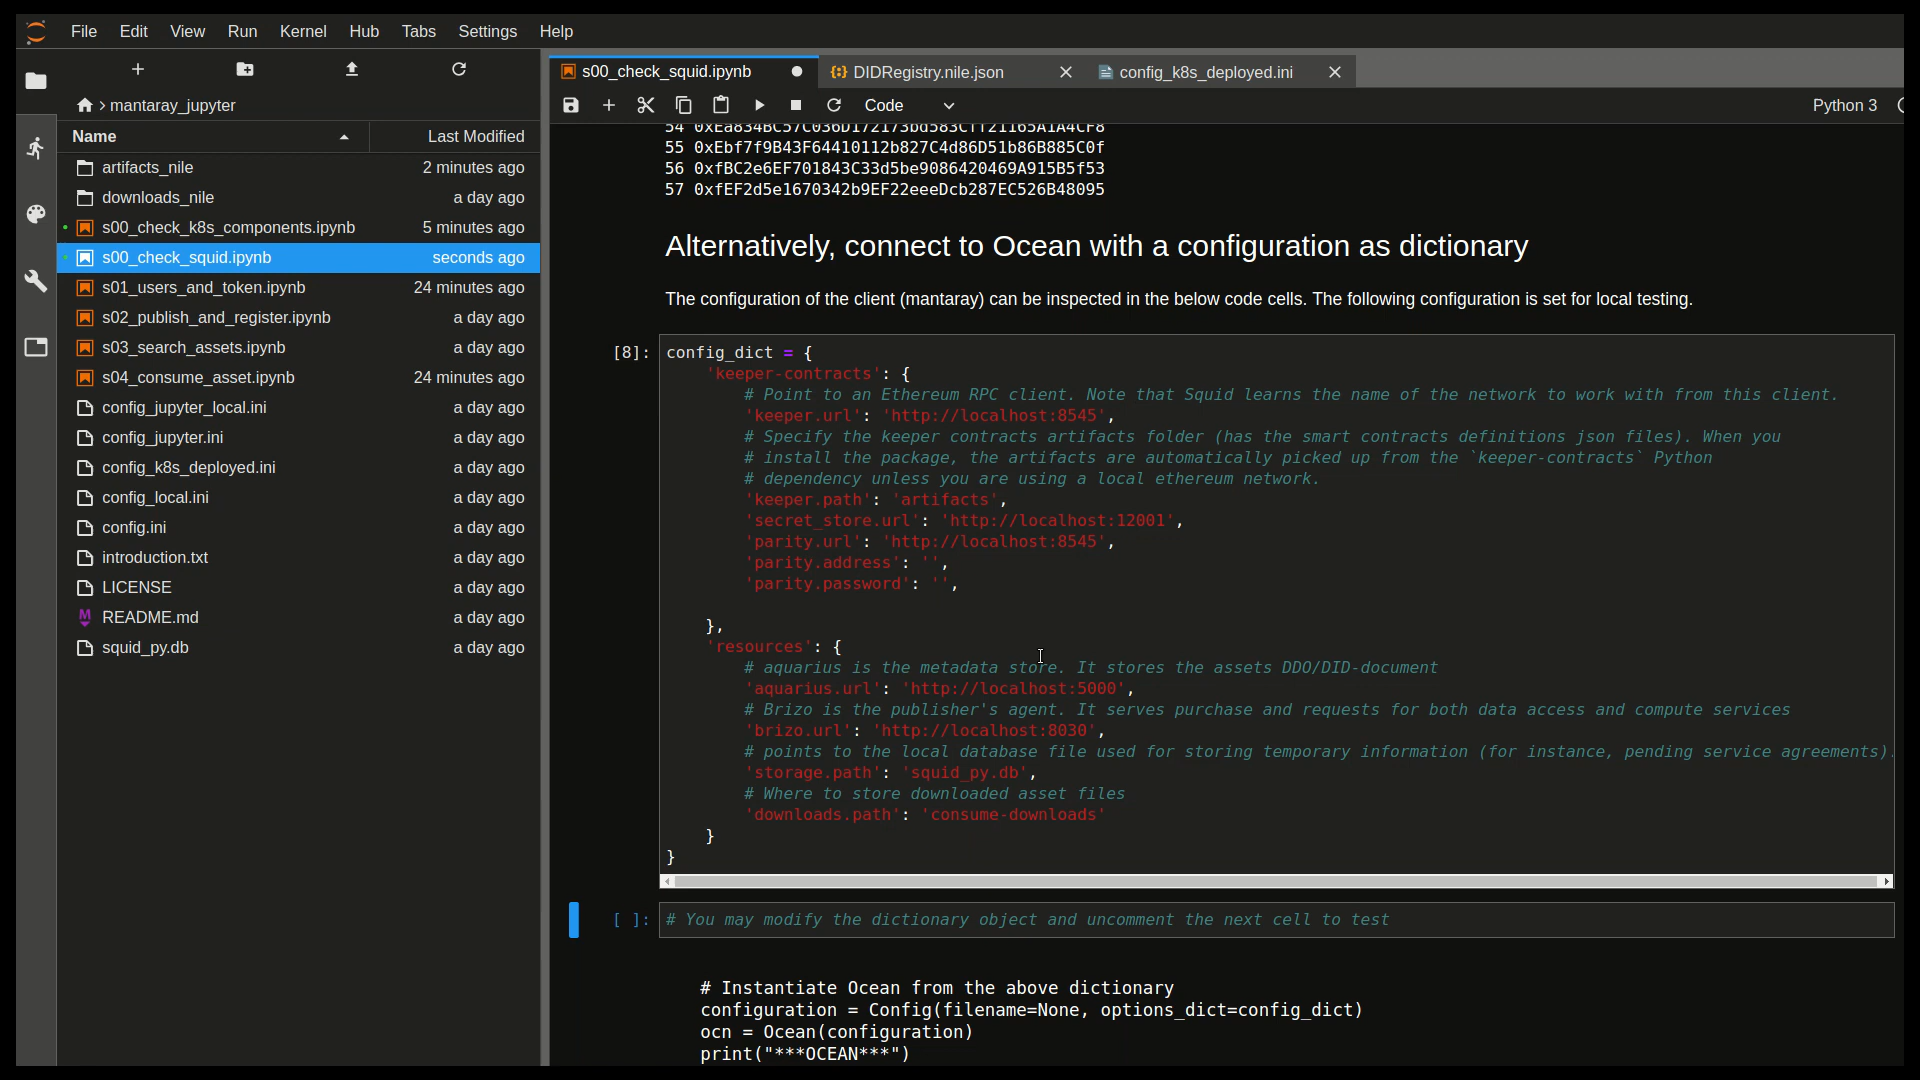 File Edit View Run Kernel Hub Tabs Settings Help
s00_check_squid.ipynb DIDRegistry.nile.json config_k8s_deployed.ini
Code Python 3
mantaray_jupyter
Name Last Modified
artifacts_nile 2 minutes ago
downloads_nile a day ago
s00_check_k8s_components.ipynb 5 minutes ago
s00_check_squid.ipynb seconds ago
s01_users_and_token.ipynb 24 minutes ago
s02_publish_and_register.ipynb a day ago
s03_search_assets.ipynb a day ago
s04_consume_asset.ipynb 24 minutes ago
config_jupyter_local.ini a day ago
config_jupyter.ini a day ago
config_k8s_deployed.ini a day ago
config_local.ini a day ago
config.ini a day ago
introduction.txt a day ago
LICENSE a day ago
README.md a day ago
squid_py.db a day ago
54
55 0xEbf7f9B43F64410112b827C4d86D51b86B885C0f
56 0xfBC2e6EF701843C33d5be9086420469A915B5f53
57 0xfEF2d5e1670342b9EF22eeeDcb287EC526B48095
Alternatively, connect to Ocean with a configuration as dictionary
The configuration of the client (mantaray) can be inspected in the below code cells. The following configuration is set for local testing.
[8]: config_dict = {
'keeper-contracts': {
# Point to an Ethereum RPC client. Note that Squid learns the name of the network to work with from this client.
'keeper.url': 'http://localhost:8545',
# Specify the keeper contracts artifacts folder (has the smart contracts definitions json files). When you
# install the package, the artifacts are automatically picked up from the `keeper-contracts` Python
# dependency unless you are using a local ethereum network.
'keeper.path': 'artifacts',
'secret_store.url': 'http://localhost:12001',
'parity.url': 'http://localhost:8545',
'parity.address': '',
'parity.password': '',
},
'resources': {
# aquarius is the metadata store. It stores the assets DDO/DID-document
'aquarius.url': 'http://localhost:5000',
# Brizo is the publisher's agent. It serves purchase and requests for both data access and compute services
'brizo.url': 'http://localhost:8030',
# points to the local database file used for storing temporary information (for instance, pending service agreements).
'storage.path': 'squid_py.db',
# Where to store downloaded asset files
'downloads.path': 'consume-downloads'
}
}
[ ]: # You may modify the dictionary object and uncomment the next cell to test
# Instantiate Ocean from the above dictionary
configuration = Config(filename=None, options_dict=config_dict)
ocn = Ocean(configuration)
print("***OCEAN***")